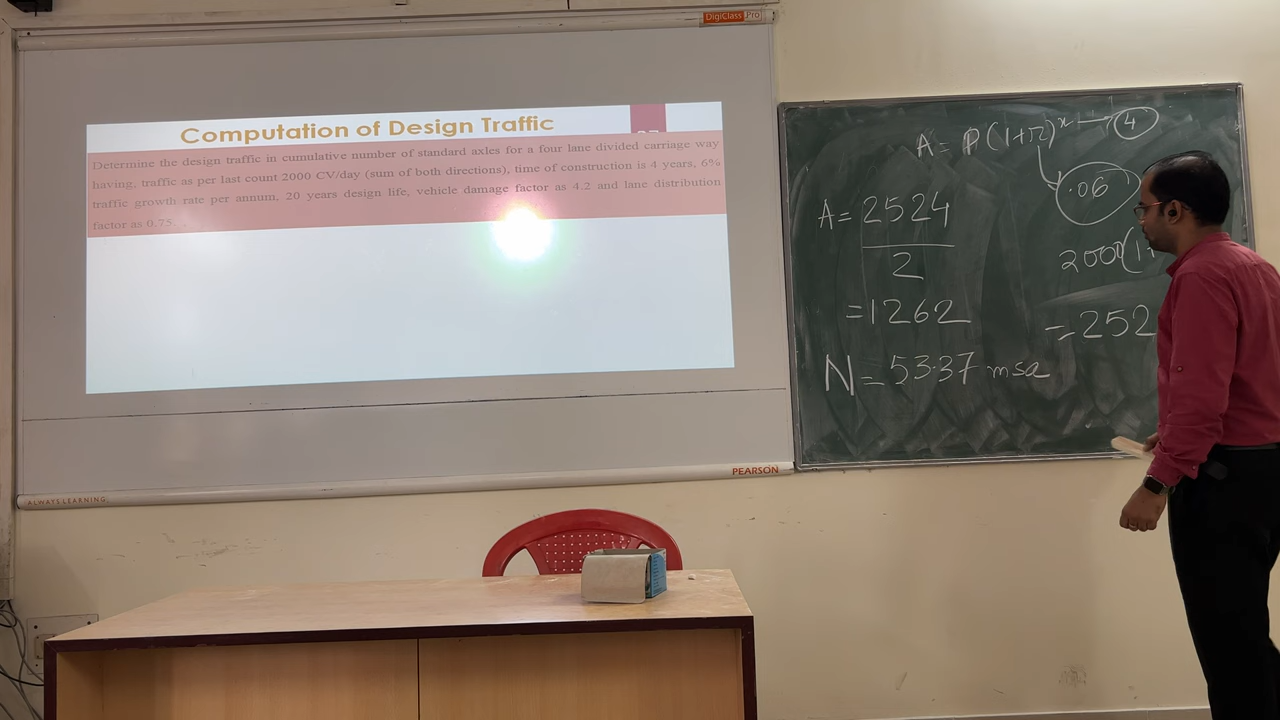 DigiClass Pro
Computation of Design Traffic
Determine the design traffic in cumulative number of standard axles for a four lane divided carriage way
having, traffic as per last count 2000 CV/day (sum of both directions), time of construction is 4 years, 6%
traffic growth rate per annum, 20 years design life, vehicle damage factor as 4.2 and lane distribution
factor as 0.75.
ALWAYS LEARNING
PEARSON
A = P(1+r)^x → 4
.06
A = 2524
2
2000(1+
= 1262
= 252
N = 53.37 msa